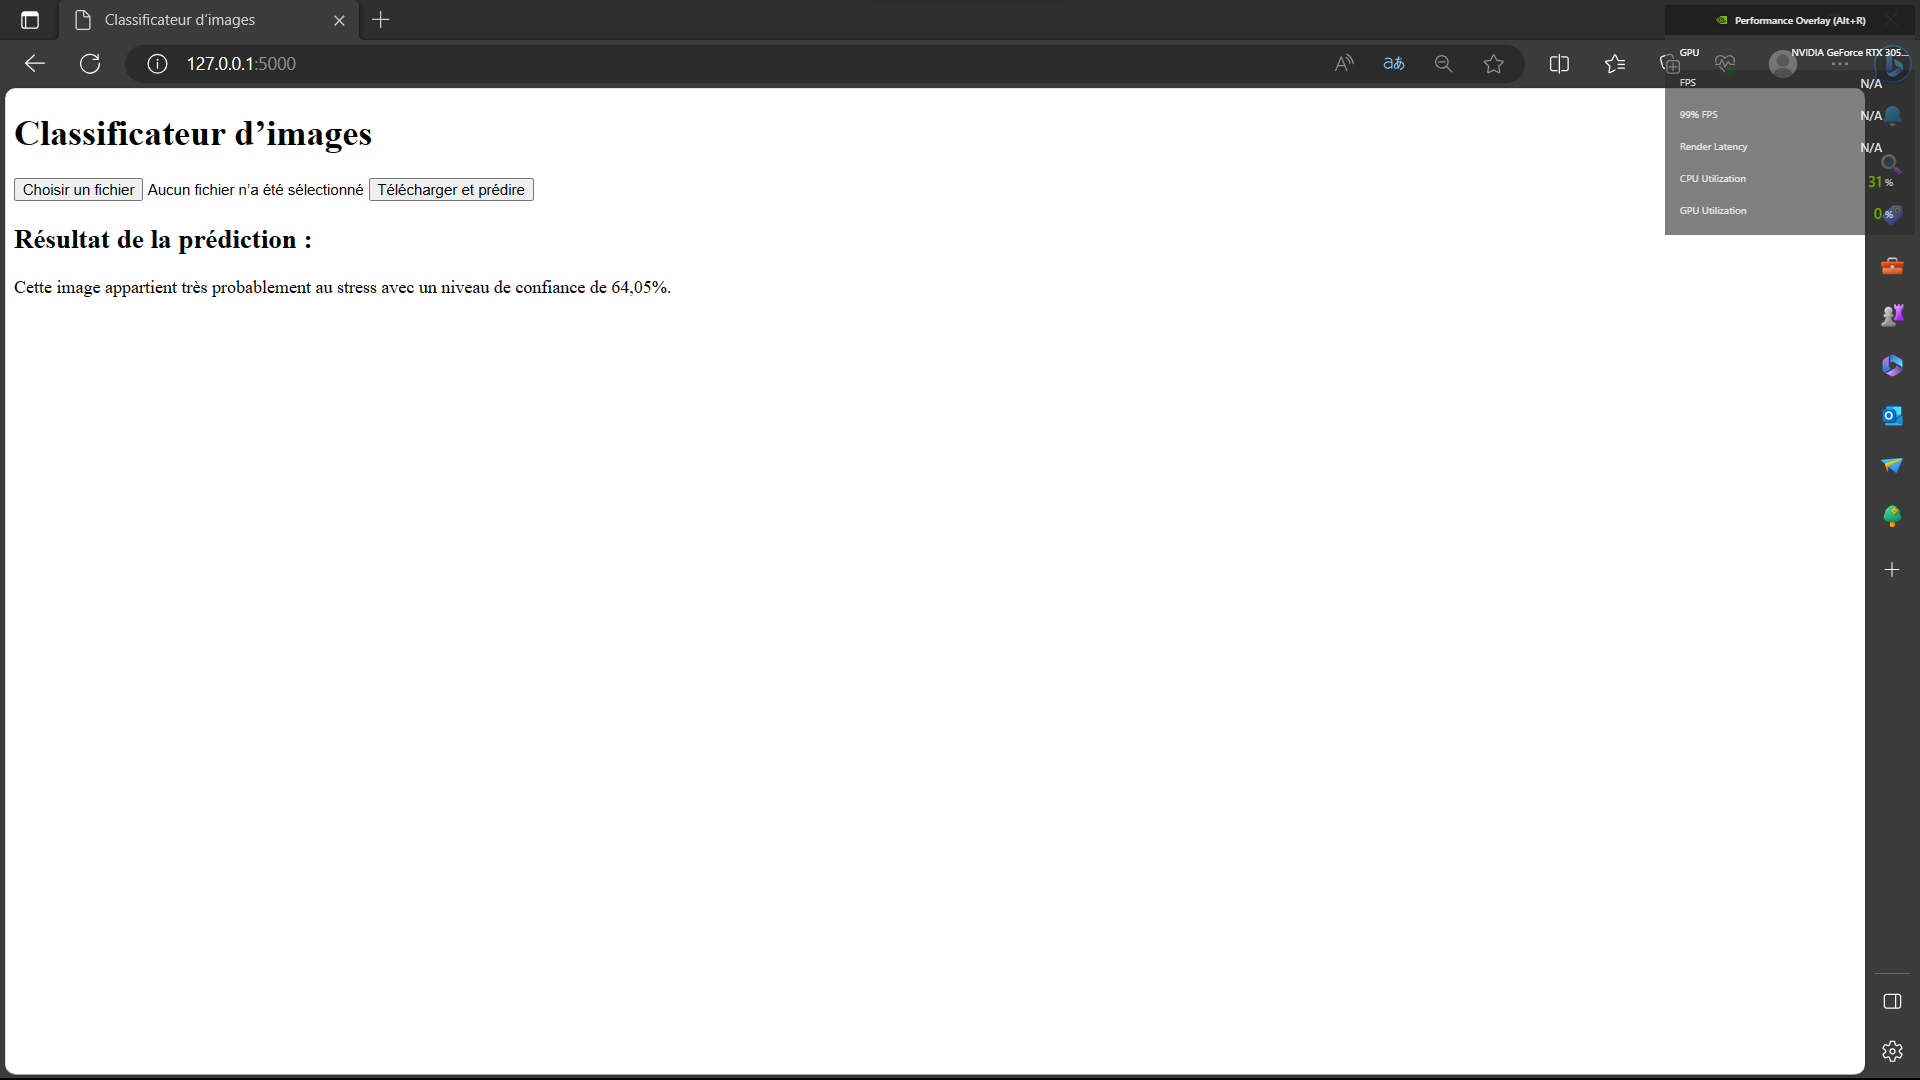 Classificateur d’images
127.0.0.1:5000
Performance Overlay (Alt+R)
GPU NVIDIA GeForce RTX 305...
FPS N/A
99% FPS N/A
Render Latency N/A
CPU Utilization 31 %
GPU Utilization 0 %
Classificateur d’images
Choisir un fichier Aucun fichier n’a été sélectionné Télécharger et prédire
Résultat de la prédiction :
Cette image appartient très probablement au stress avec un niveau de confiance de 64,05%.